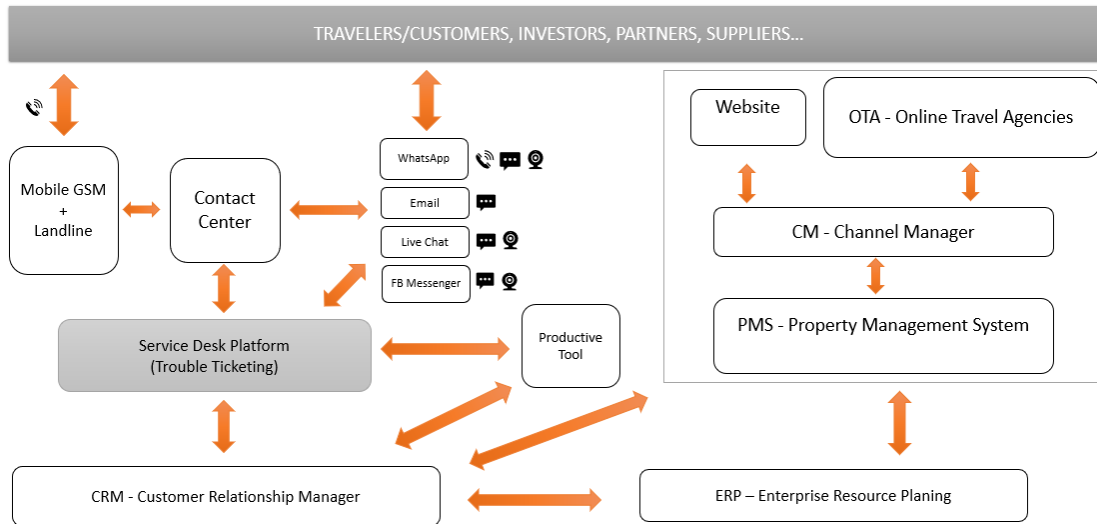 TRAVELERS/CUSTOMERS, INVESTORS, PARTNERS, SUPPLIERS...
Mobile GSM
+
Landline
Contact
Center
WhatsApp
Email
Live Chat
FB Messenger
Website
OTA - Online Travel Agencies
CM - Channel Manager
PMS - Property Management System
Service Desk Platform
(Trouble Ticketing)
Productive
Tool
CRM - Customer Relationship Manager
ERP – Enterprise Resource Planing